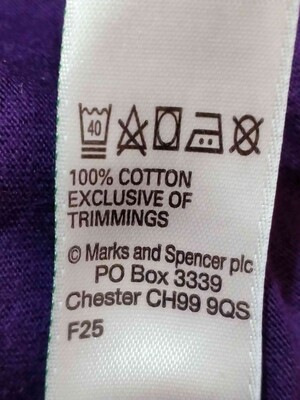 40
100% COTTON
EXCLUSIVE OF
TRIMMINGS
© Marks and Spencer plc
PO Box 3339
Chester CH99 9QS
F25